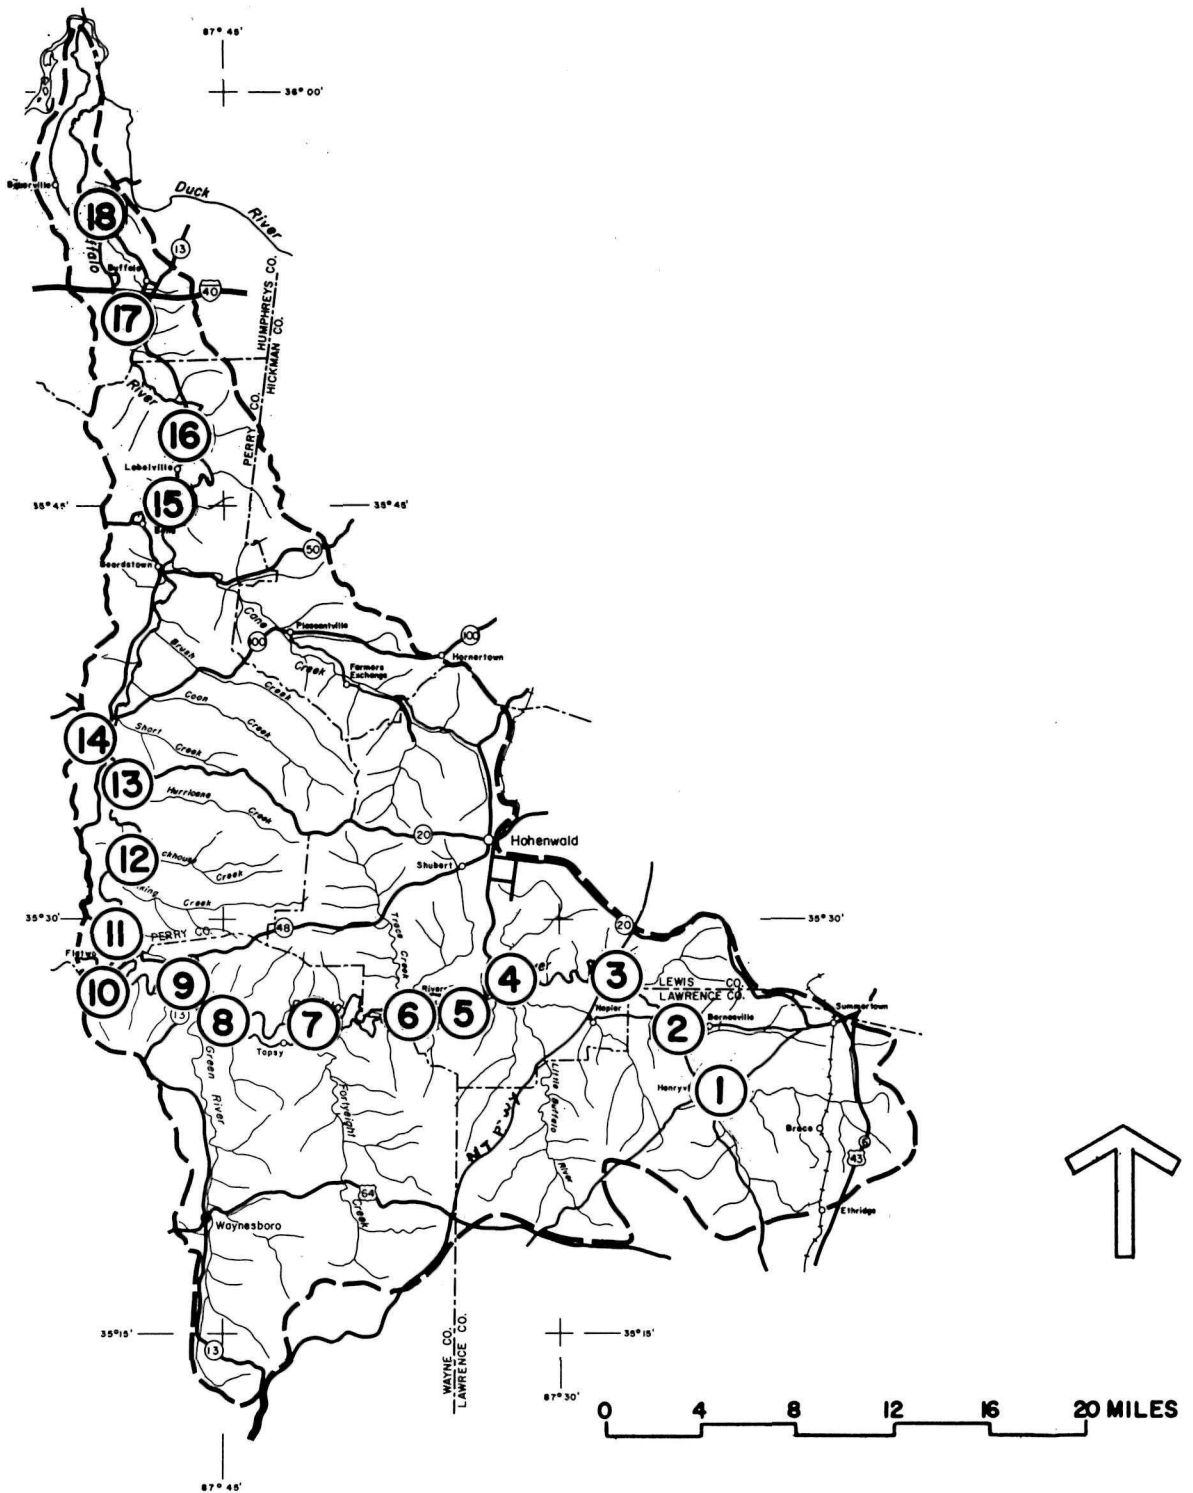 87° 45'
36° 00'
Duck
River
18
13
Buffalo
40
17
HUMPHREYS CO.
HICKMAN CO.
River
16
PERRY CO.
Lobelville
35° 45'
15
35° 45'
50
Beardstown
Cane
Creek
Pleasantville
100
100
Hornertown
Brush
Creek
Farmers
Exchange
Coon
Creek
14
Short
Creek
13
Hurricane
Creek
20
Hohenwald
12
Shubert
Creek
Creek
35° 30'
11
PERRY CO.
48
Trace
Creek
20
35° 30'
10
9
8
7
6
5
4
3
LEWIS CO.
LAWRENCE CO.
2
Napier
Barnesville
Summertown
13
Topsy
Green
River
Fortyeight
Creek
Little Buffalo
River
1
Brace
6
43
64
Waynesboro
Ethridge
35° 15'
35° 15'
13
WAYNE CO.
LAWRENCE CO.
87° 30'
0 4 8 12 16 20 MILES
87° 45'